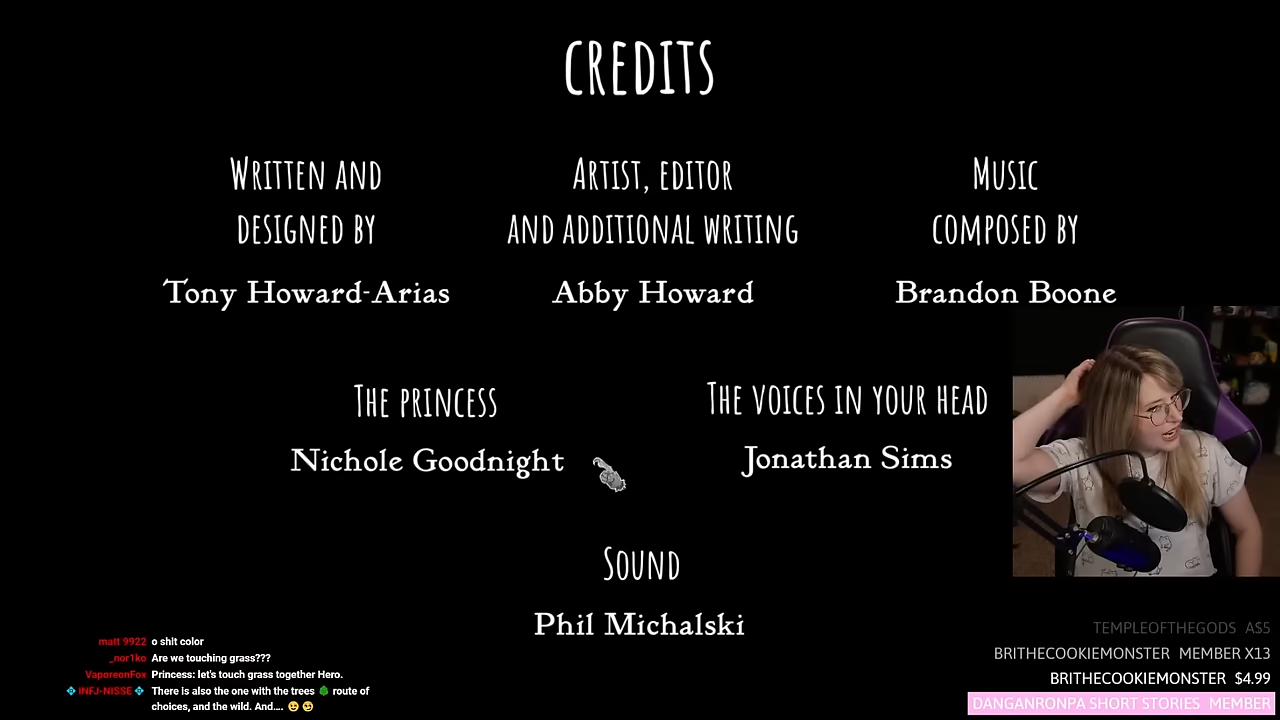 CREDITS
WRITTEN AND
DESIGNED BY
Tony Howard-Arias
ARTIST, EDITOR
AND ADDITIONAL WRITING
Abby Howard
MUSIC
COMPOSED BY
Brandon Boone
THE PRINCESS
Nichole Goodnight
THE VOICES IN YOUR HEAD
Jonathan Sims
SOUND
Phil Michalski
matt 9922 o shit color
_nor1ko Are we touching grass???
VaporeonFox Princess: let's touch grass together Hero.
💠 INFJ-NISSE 💠 There is also the one with the trees 🌳 route of
choices, and the wild. And.... 😉 😏
TEMPLEOFTHEGODS A$5
BRITHECOOKIEMONSTER MEMBER X13
BRITHECOOKIEMONSTER $4.99
DANGANRONPA SHORT STORIES MEMBER